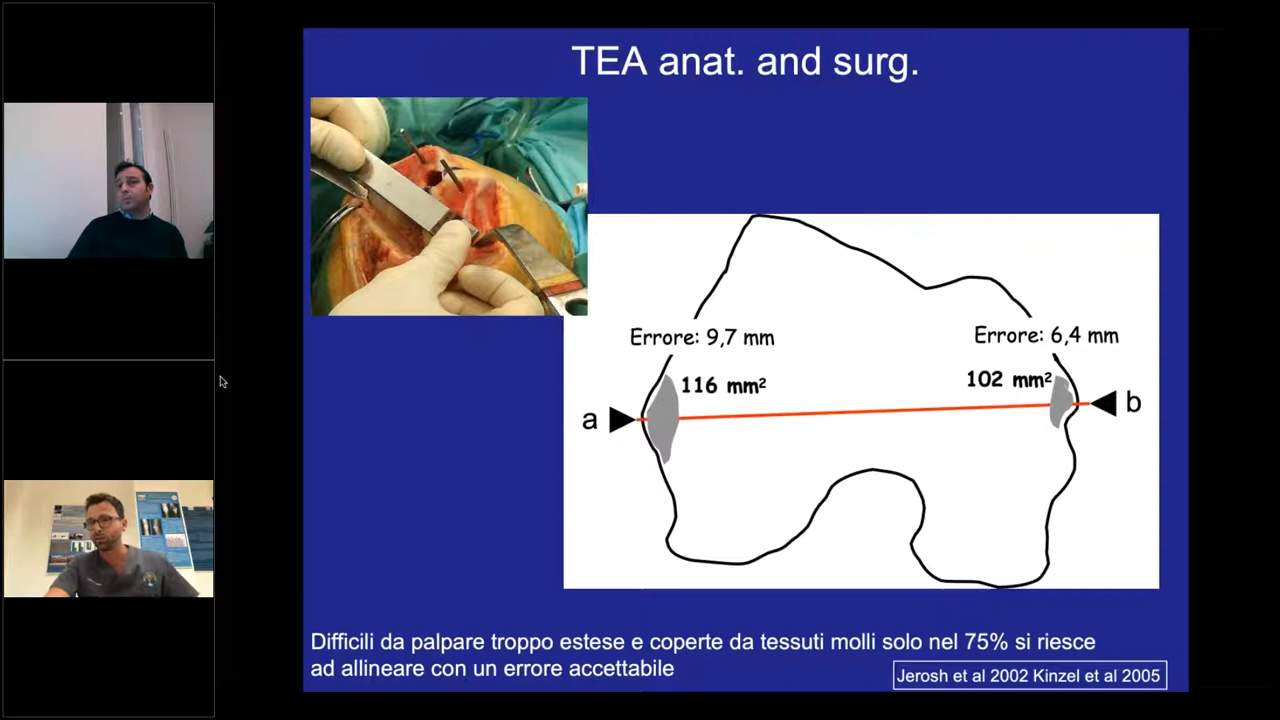 TEA anat. and surg.
Errore: 9,7 mm
Errore: 6,4 mm
116 mm²
102 mm²
a
b
Difficili da palpare troppo estese e coperte da tessuti molli solo nel 75% si riesce
ad allineare con un errore accettabile
Jerosh et al 2002 Kinzel et al 2005